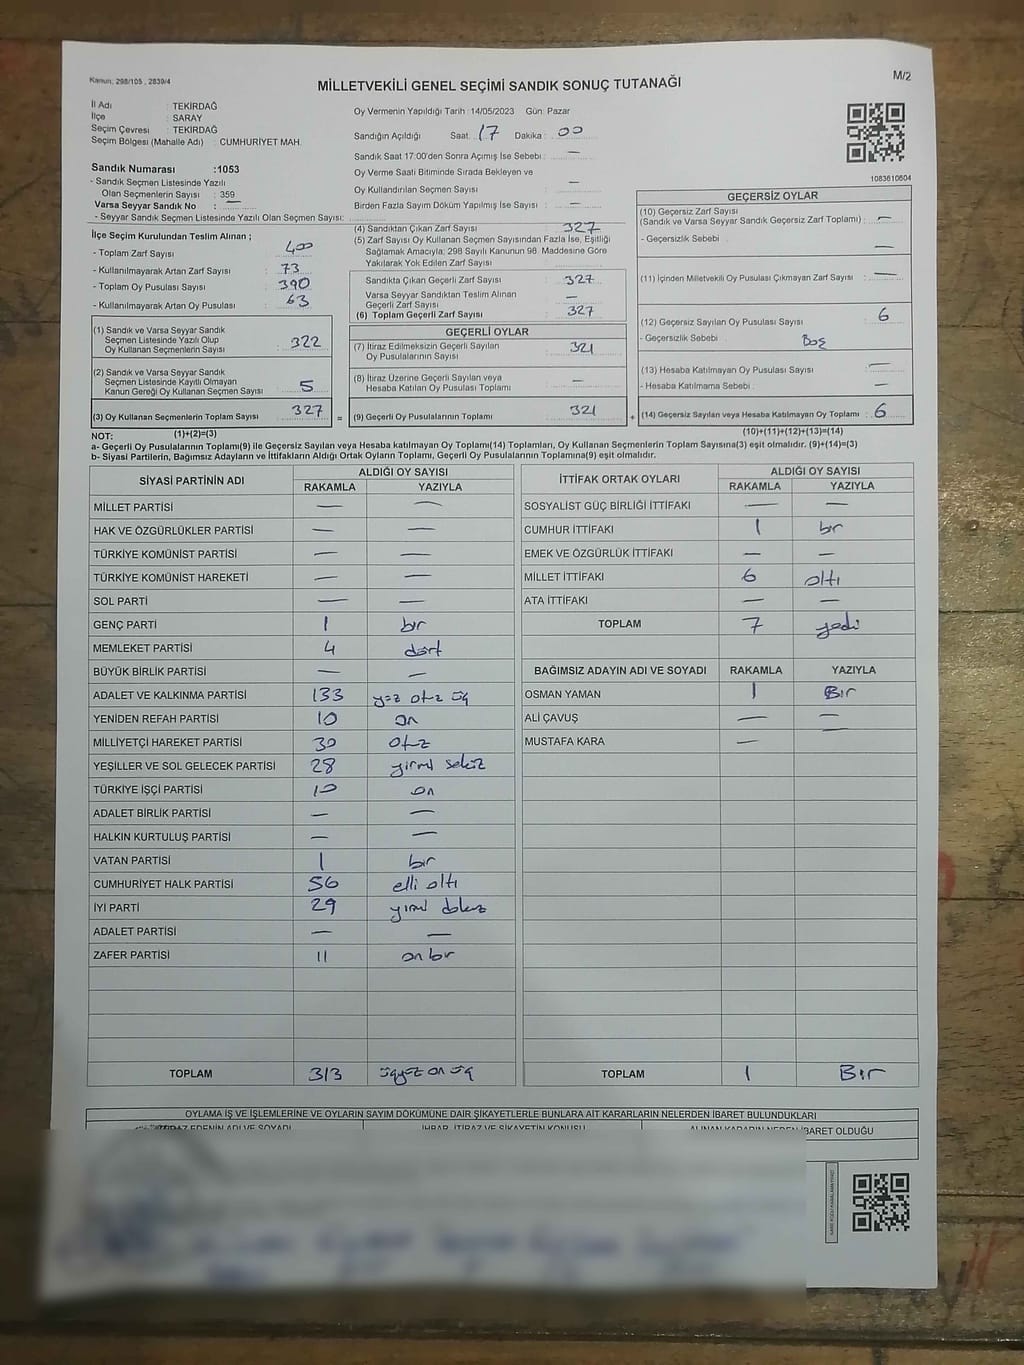 Kanun, 298/105 , 2839/4
M/2
MİLLETVEKİLİ GENEL SEÇİMİ SANDIK SONUÇ TUTANAĞI
İl Adı : TEKİRDAĞ
İlçe : SARAY
Seçim Çevresi : TEKİRDAĞ
Seçim Bölgesi (Mahalle Adı) : CUMHURİYET MAH.
Sandık Numarası :1053
- Sandık Seçmen Listesinde Yazılı
Olan Seçmenlerin Sayısı : 359
Varsa Seyyar Sandık No : —
- Seyyar Sandık Seçmen Listesinde Yazılı Olan Seçmen Sayısı:
Oy Vermenin Yapıldığı Tarih :14/05/2023 Gün: Pazar
Sandığın Açıldığı Saat: 17 Dakika : 00
Sandık Saat 17:00'den Sonra Açılmış İse Sebebi : —
Oy Verme Saati Bitiminde Sırada Bekleyen ve
Oy Kullandırılan Seçmen Sayısı : —
Birden Fazla Sayım Döküm Yapılmış İse Sayısı : —
1083610604
İlçe Seçim Kurulundan Teslim Alınan ;
- Toplam Zarf Sayısı : 400
- Kullanılmayarak Artan Zarf Sayısı : 73
- Toplam Oy Pusulası Sayısı : 390
- Kullanılmayarak Artan Oy Pusulası : 63
(1) Sandık ve Varsa Seyyar Sandık
Seçmen Listesinde Yazılı Olup
Oy Kullanan Seçmenlerin Sayısı : 322
(2) Sandık ve Varsa Seyyar Sandık
Seçmen Listesinde Kayıtlı Olmayan
Kanun Gereği Oy Kullanan Seçmen Sayısı : 5
(3) Oy Kullanan Seçmenlerin Toplam Sayısı : 327
(4) Sandıktan Çıkan Zarf Sayısı : 327
(5) Zarf Sayısı Oy Kullanan Seçmen Sayısından Fazla İse, Eşitliği
Sağlamak Amacıyla; 298 Sayılı Kanunun 98. Maddesine Göre
Yakılarak Yok Edilen Zarf Sayısı
Sandıkta Çıkan Geçerli Zarf Sayısı : 327
Varsa Seyyar Sandıktan Teslim Alınan
Geçerli Zarf Sayısı : —
(6) Toplam Geçerli Zarf Sayısı : 327
GEÇERLİ OYLAR
(7) İtiraz Edilmeksizin Geçerli Sayılan
Oy Pusulalarının Sayısı : 321
(8) İtiraz Üzerine Geçerli Sayılan veya
Hesaba Katılan Oy Pusulası Toplamı : —
= (9) Geçerli Oy Pusulalarının Toplamı : 321
GEÇERSİZ OYLAR
(10) Geçersiz Zarf Sayısı
(Sandık ve Varsa Seyyar Sandık Geçersiz Zarf Toplamı) : —
- Geçersizlik Sebebi : —
(11) İçinden Milletvekili Oy Pusulası Çıkmayan Zarf Sayısı : —
(12) Geçersiz Sayılan Oy Pusulası Sayısı : 6
- Geçersizlik Sebebi : Boş
(13) Hesaba Katılmayan Oy Pusulası Sayısı : —
- Hesaba Katılmama Sebebi : —
+ (14) Geçersiz Sayılan veya Hesaba Katılmayan Oy Toplamı : 6
NOT: (1)+(2)=(3)
(10)+(11)+(12)+(13)=(14)
a- Geçerli Oy Pusulalarının Toplamı(9) ile Geçersiz Sayılan veya Hesaba katılmayan Oy Toplamı(14) Toplamları, Oy Kullanan Seçmenlerin Toplam Sayısına(3) eşit olmalıdır. (9)+(14)=(3)
b- Siyasi Partilerin, Bağımsız Adayların ve İttifakların Aldığı Ortak Oyların Toplamı, Geçerli Oy Pusulalarının Toplamına(9) eşit olmalıdır.
SİYASİ PARTİNİN ADI ALDIĞI OY SAYISI
RAKAMLA YAZIYLA
MİLLET PARTİSİ — —
HAK VE ÖZGÜRLÜKLER PARTİSİ — —
TÜRKİYE KOMÜNİST PARTİSİ — —
TÜRKİYE KOMÜNİST HAREKETİ — —
SOL PARTİ — —
GENÇ PARTİ 1 bir
MEMLEKET PARTİSİ 4 dört
BÜYÜK BİRLİK PARTİSİ — —
ADALET VE KALKINMA PARTİSİ 133 yüz otuz üç
YENİDEN REFAH PARTİSİ 10 on
MİLLİYETÇİ HAREKET PARTİSİ 30 otuz
YEŞİLLER VE SOL GELECEK PARTİSİ 28 yirmi sekiz
TÜRKİYE İŞÇİ PARTİSİ 10 on
ADALET BİRLİK PARTİSİ — —
HALKIN KURTULUŞ PARTİSİ — —
VATAN PARTİSİ 1 bir
CUMHURİYET HALK PARTİSİ 56 elli altı
İYİ PARTİ 29 yirmi dokuz
ADALET PARTİSİ — —
ZAFER PARTİSİ 11 on bir
TOPLAM 313 üçyüz on üç
İTTİFAK ORTAK OYLARI ALDIĞI OY SAYISI
RAKAMLA YAZIYLA
SOSYALİST GÜÇ BİRLİĞİ İTTİFAKI — —
CUMHUR İTTİFAKI 1 bir
EMEK VE ÖZGÜRLÜK İTTİFAKI — —
MİLLET İTTİFAKI 6 altı
ATA İTTİFAKI — —
TOPLAM 7 yedi
BAĞIMSIZ ADAYIN ADI VE SOYADI RAKAMLA YAZIYLA
OSMAN YAMAN 1 Bir
ALİ ÇAVUŞ — —
MUSTAFA KARA — —
TOPLAM 1 Bir
OYLAMA İŞ VE İŞLEMLERİNE VE OYLARIN SAYIM DÖKÜMÜNE DAİR ŞİKAYETLERLE BUNLARA AİT KARARLARIN NELERDEN İBARET BULUNDUKLARI
EDENİN ADI VE SOYADI İHBAR, İTİRAZ VE ŞİKAYETİN KONUSU ALINAN KARARIN NEDEN İBARET OLDUĞU